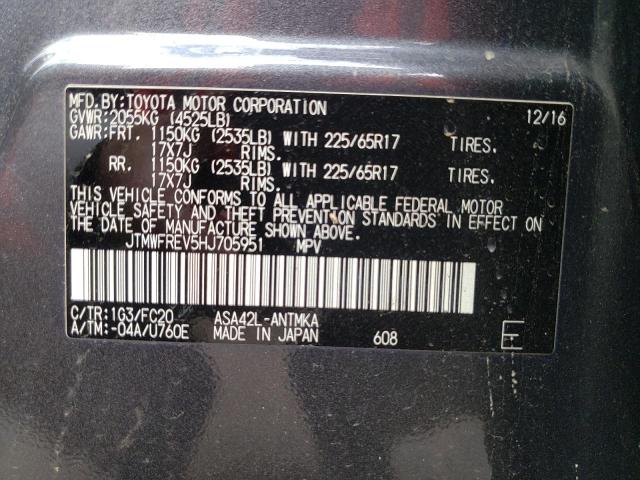 MFD.BY:TOYOTA MOTOR CORPORATION 12/16
GVWR:2055KG (4525LB)
GAWR:FRT. 1150KG (2535LB) WITH 225/65R17 TIRES.
17X7J RIMS.
RR. 1150KG (2535LB) WITH 225/65R17 TIRES.
17X7J RIMS.
THIS VEHICLE CONFORMS TO ALL APPLICABLE FEDERAL MOTOR
VEHICLE SAFETY AND THEFT PREVENTION STANDARDS IN EFFECT ON
THE DATE OF MANUFACTURE SHOWN ABOVE.
JTMWFREV5HJ705951 MPV
C/TR:1G3/FC20 ASA42L-ANTMKA
A/TM:-04A/U760E MADE IN JAPAN 608 E